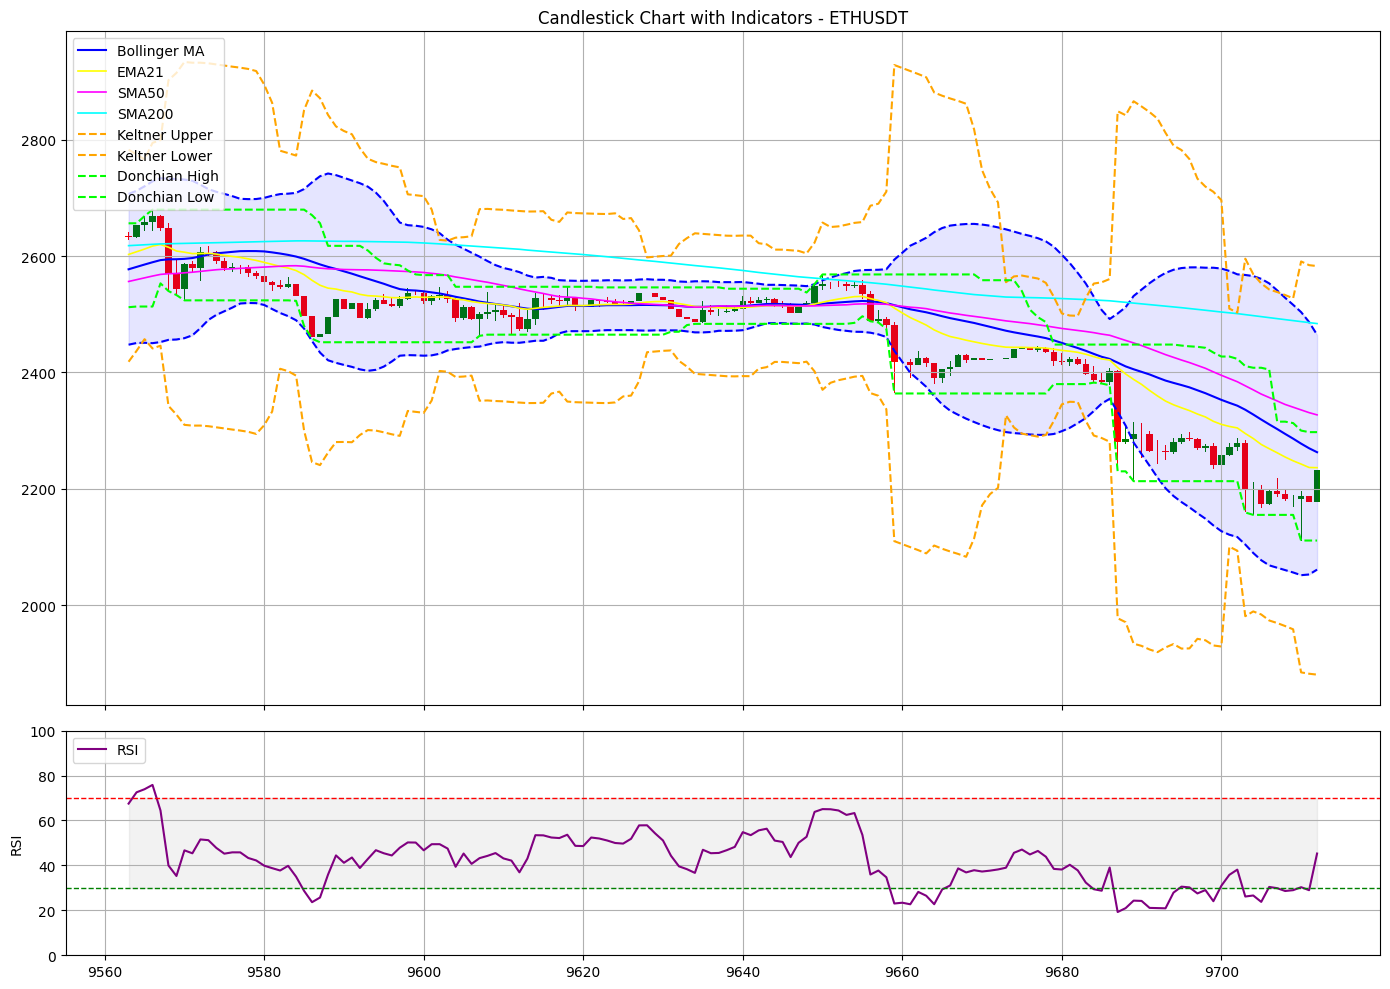 Candlestick Chart with Indicators - ETHUSDT
Bollinger MA
EMA21
SMA50
SMA200
Keltner Upper
Keltner Lower
Donchian High
Donchian Low
2800
2600
2400
2200
2000
RSI
100
80
60
40
20
0
RSI
9560 9580 9600 9620 9640 9660 9680 9700